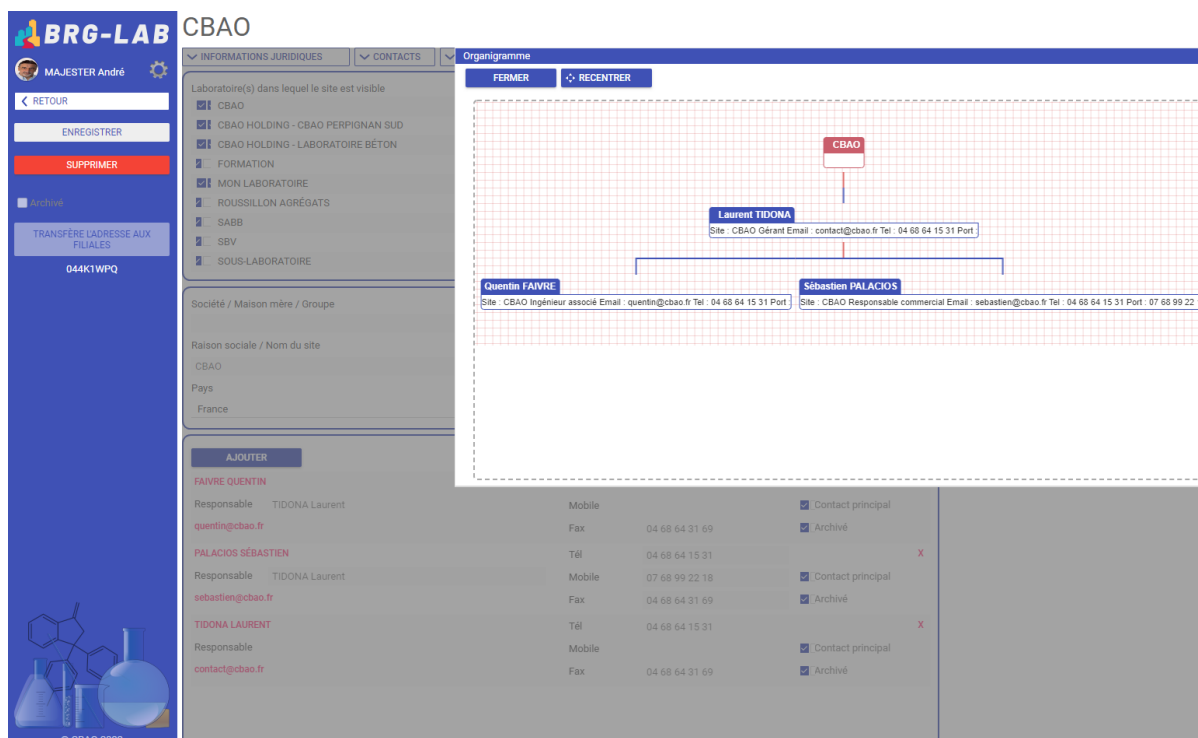 BRG-LAB
MAJESTER André
RETOUR
ENREGISTRER
SUPPRIMER
Archivé
TRANSFÈRE L'ADRESSE AUX
FILIALES
044K1WPQ
CBAO
INFORMATIONS JURIDIQUES
CONTACTS
Laboratoire(s) dans lequel le site est visible
CBAO
CBAO HOLDING - CBAO PERPIGNAN SUD
CBAO HOLDING - LABORATOIRE BÉTON
FORMATION
MON LABORATOIRE
ROUSSILLON AGRÉGATS
SABB
SBV
SOUS-LABORATOIRE
Société / Maison mère / Groupe
Raison sociale / Nom du site
CBAO
Pays
France
Organigramme
FERMER
RECENTRER
CBAO
Laurent TIDONA
Site : CBAO Gérant Email : contact@cbao.fr Tel : 04 68 64 15 31 Port :
Quentin FAIVRE
Site : CBAO Ingénieur associé Email : quentin@cbao.fr Tel : 04 68 64 15 31 Port :
Sébastien PALACIOS
Site : CBAO Responsable commercial Email : sebastien@cbao.fr Tel : 04 68 64 15 31 Port : 07 68 99 22
AJOUTER
FAIVRE QUENTIN
Responsable TIDONA Laurent Mobile Contact principal
quentin@cbao.fr Fax 04 68 64 31 69 Archivé
PALACIOS SÉBASTIEN Tél 04 68 64 15 31 X
Responsable TIDONA Laurent Mobile 07 68 99 22 18 Contact principal
sebastien@cbao.fr Fax 04 68 64 31 69 Archivé
TIDONA LAURENT Tél 04 68 64 15 31 X
Responsable Mobile Contact principal
contact@cbao.fr Fax 04 68 64 31 69 Archivé